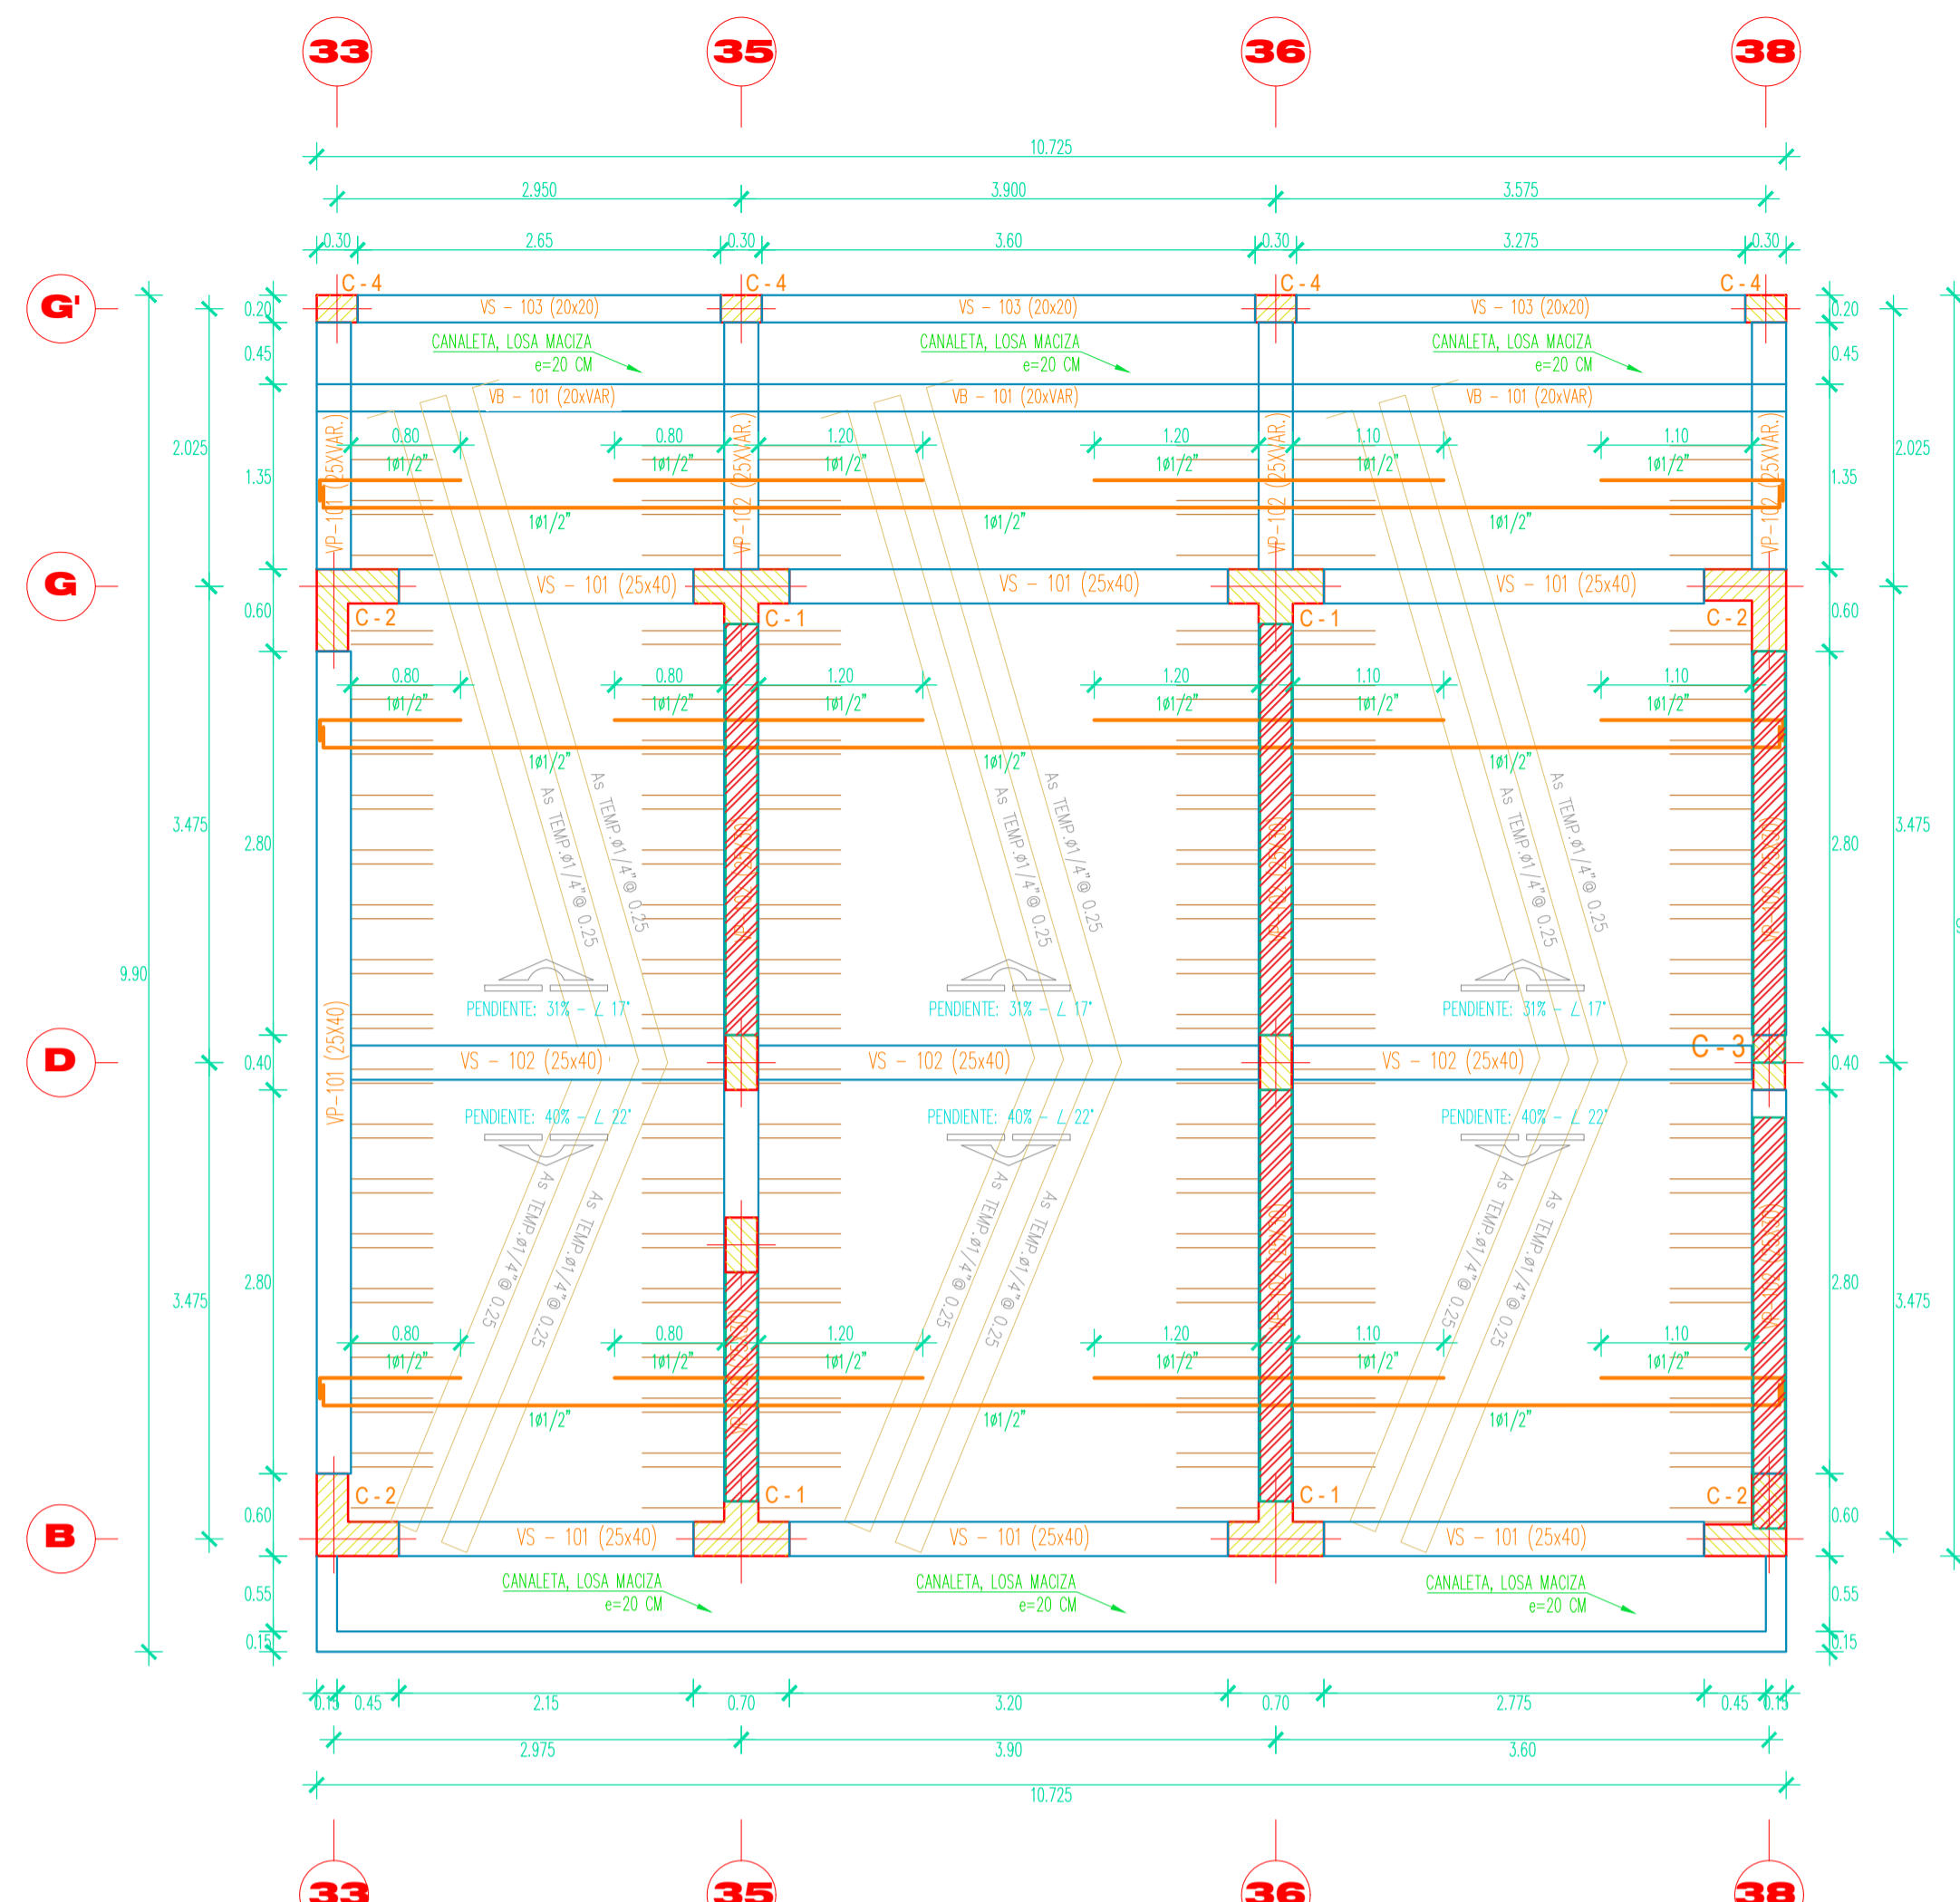 33
35
36
38
10.725
2.950
3.900
3.575
0.30
2.65
0.30
3.60
0.30
3.275
0.30
G'
C - 4
C - 4
C - 4
C - 4
0.20
VS - 103 (20x20)
VS - 103 (20x20)
VS - 103 (20x20)
0.20
0.45
CANALETA, LOSA MACIZA
e=20 CM
CANALETA, LOSA MACIZA
e=20 CM
CANALETA, LOSA MACIZA
e=20 CM
0.45
VB - 101 (20xVAR)
VB - 101 (20xVAR)
VB - 101 (20xVAR)
2.025
1.35
VP-101 (25XVAR.)
VP-102 (25XVAR.)
VP-102 (25XVAR.)
VP-102 (25XVAR.)
1.35
2.025
0.80
0.80
1.20
1.20
1.10
1.10
1ø1/2"
1ø1/2"
1ø1/2"
1ø1/2"
1ø1/2"
1ø1/2"
1ø1/2"
1ø1/2"
1ø1/2"
G
VS - 101 (25x40)
VS - 101 (25x40)
VS - 101 (25x40)
0.60
C - 2
C - 1
C - 1
C - 2
0.60
0.80
0.80
1.20
1.20
1.10
1.10
1ø1/2"
1ø1/2"
1ø1/2"
1ø1/2"
1ø1/2"
1ø1/2"
1ø1/2"
1ø1/2"
1ø1/2"
3.475
2.80
As TEMP.ø1/4"@ 0.25
As TEMP.ø1/4"@ 0.25
As TEMP.ø1/4"@ 0.25
As TEMP.ø1/4"@ 0.25
As TEMP.ø1/4"@ 0.25
As TEMP.ø1/4"@ 0.25
2.80
3.475
9.90
PENDIENTE: 31% - ∠ 17°
PENDIENTE: 31% - ∠ 17°
PENDIENTE: 31% - ∠ 17°
D
0.40
VP-101 (25X40)
VS - 102 (25x40)
VS - 102 (25x40)
VS - 102 (25x40)
C - 3
0.40
PENDIENTE: 40% - ∠ 22°
PENDIENTE: 40% - ∠ 22°
PENDIENTE: 40% - ∠ 22°
3.475
2.80
As TEMP.ø1/4"@ 0.25
As TEMP.ø1/4"@ 0.25
As TEMP.ø1/4"@ 0.25
As TEMP.ø1/4"@ 0.25
As TEMP.ø1/4"@ 0.25
As TEMP.ø1/4"@ 0.25
2.80
3.475
0.80
0.80
1.20
1.20
1.10
1.10
1ø1/2"
1ø1/2"
1ø1/2"
1ø1/2"
1ø1/2"
1ø1/2"
1ø1/2"
1ø1/2"
1ø1/2"
C - 2
C - 1
C - 1
C - 2
0.60
0.60
B
VS - 101 (25x40)
VS - 101 (25x40)
VS - 101 (25x40)
0.55
CANALETA, LOSA MACIZA
e=20 CM
CANALETA, LOSA MACIZA
e=20 CM
CANALETA, LOSA MACIZA
e=20 CM
0.55
0.15
0.15
0.15
0.45
2.15
0.70
3.20
0.70
2.775
0.45
0.15
2.975
3.90
3.60
10.725
33
35
36
38